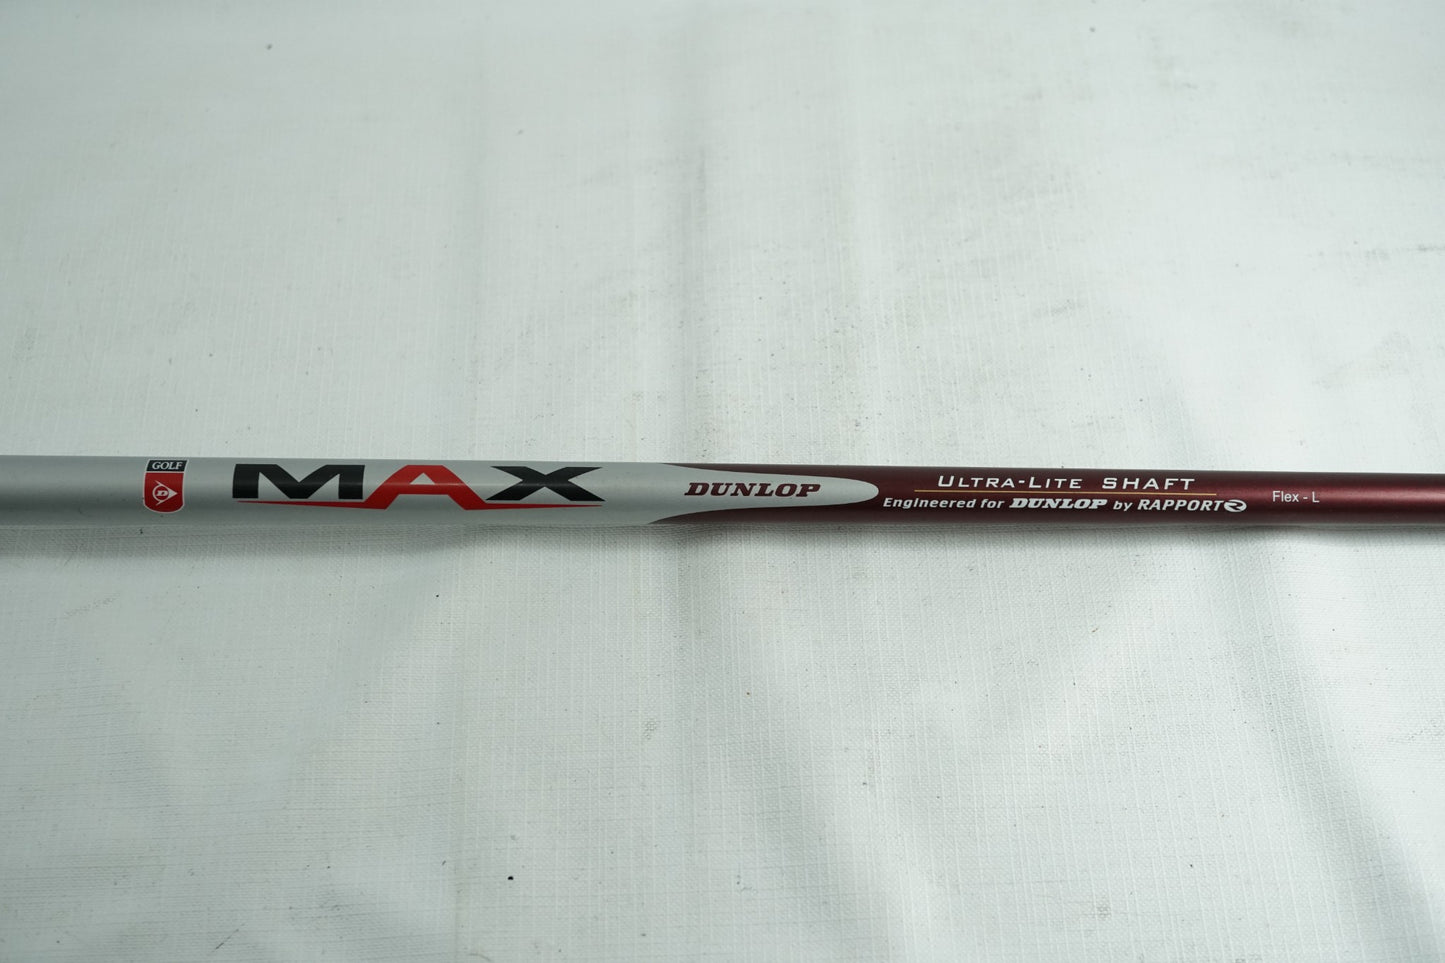 GOLF
D
MAX
DUNLOP
ULTRA-LITE SHAFT
Engineered for DUNLOP by RAPPORT
Flex - L